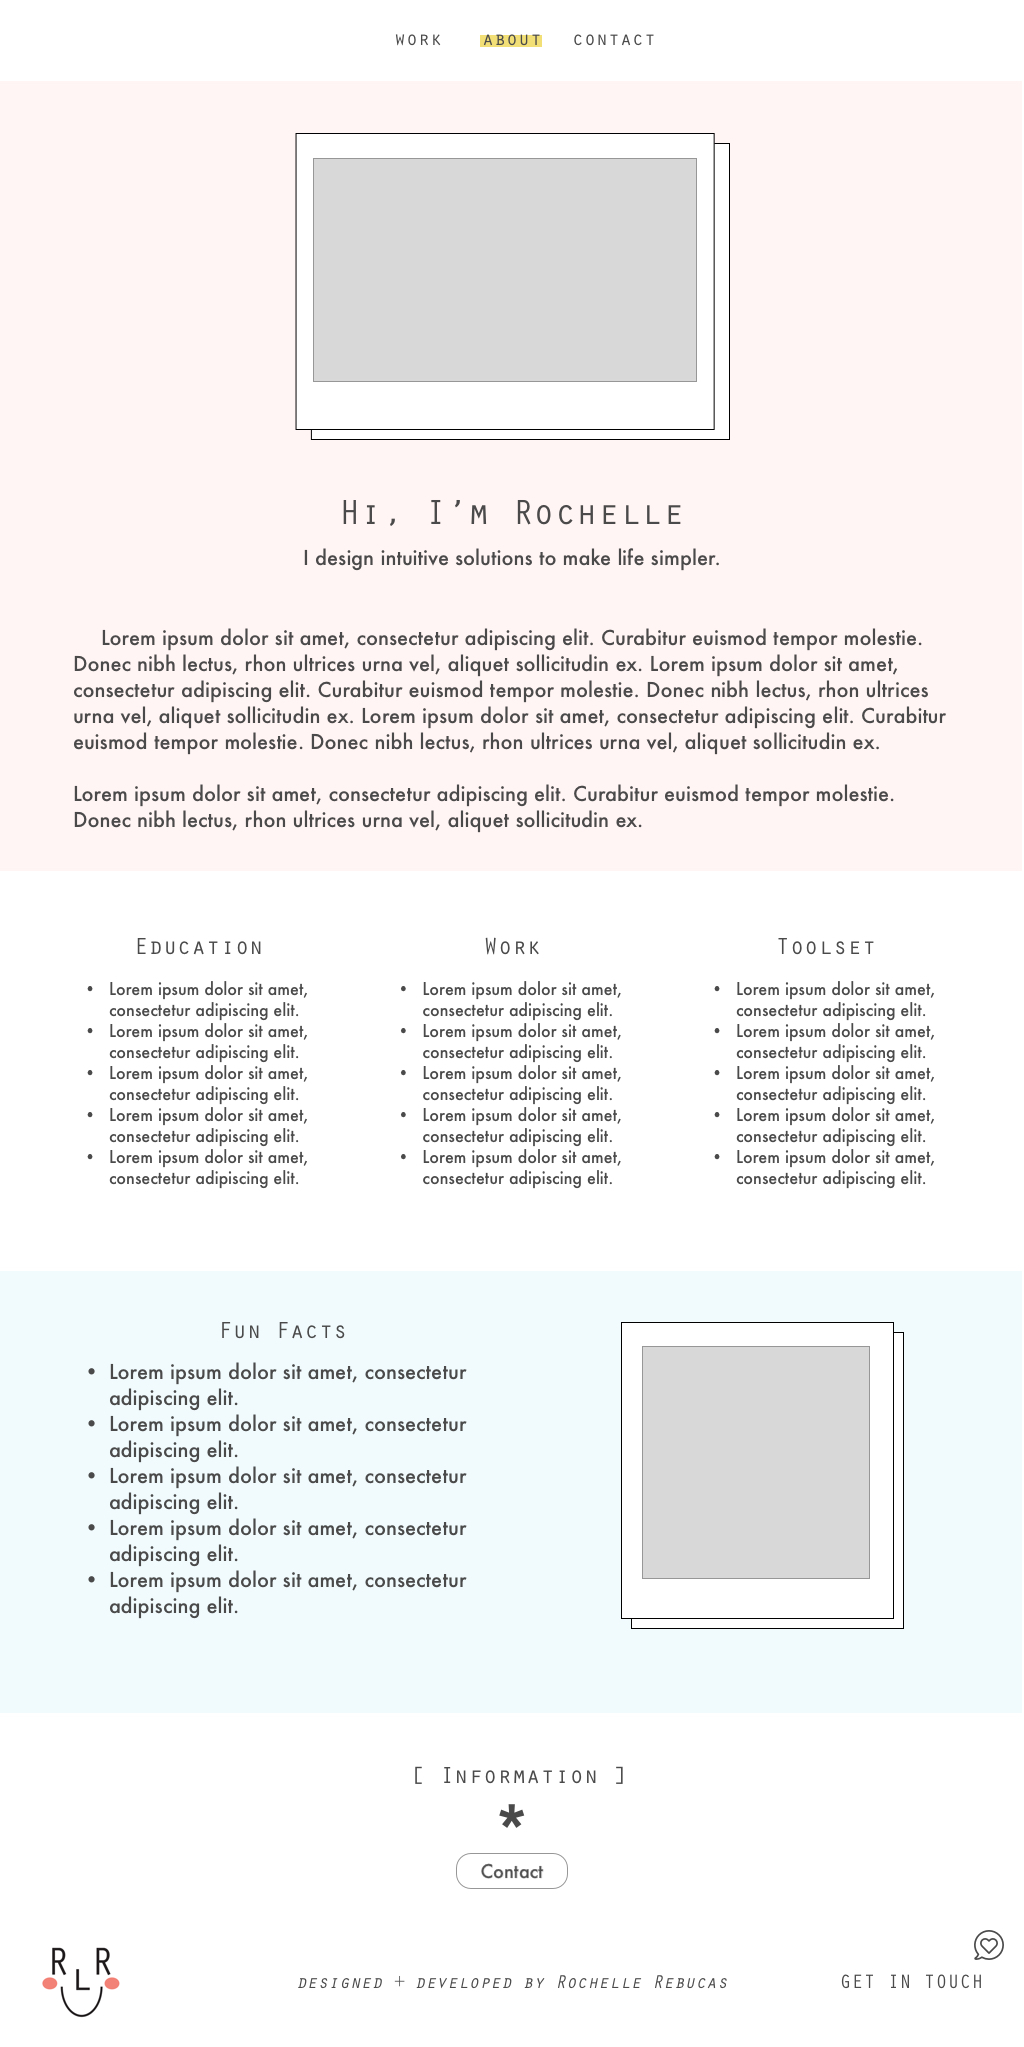 WORK ABOUT CONTACT
Hi, I'm Rochelle
I design intuitive solutions to make life simpler.
Lorem ipsum dolor sit amet, consectetur adipiscing elit. Curabitur euismod tempor molestie.
Donec nibh lectus, rhon ultrices urna vel, aliquet sollicitudin ex. Lorem ipsum dolor sit amet,
consectetur adipiscing elit. Curabitur euismod tempor molestie. Donec nibh lectus, rhon ultrices
urna vel, aliquet sollicitudin ex. Lorem ipsum dolor sit amet, consectetur adipiscing elit. Curabitur
euismod tempor molestie. Donec nibh lectus, rhon ultrices urna vel, aliquet sollicitudin ex.
Lorem ipsum dolor sit amet, consectetur adipiscing elit. Curabitur euismod tempor molestie.
Donec nibh lectus, rhon ultrices urna vel, aliquet sollicitudin ex.
Education
• Lorem ipsum dolor sit amet,
consectetur adipiscing elit.
• Lorem ipsum dolor sit amet,
consectetur adipiscing elit.
• Lorem ipsum dolor sit amet,
consectetur adipiscing elit.
• Lorem ipsum dolor sit amet,
consectetur adipiscing elit.
• Lorem ipsum dolor sit amet,
consectetur adipiscing elit.
Work
• Lorem ipsum dolor sit amet,
consectetur adipiscing elit.
• Lorem ipsum dolor sit amet,
consectetur adipiscing elit.
• Lorem ipsum dolor sit amet,
consectetur adipiscing elit.
• Lorem ipsum dolor sit amet,
consectetur adipiscing elit.
• Lorem ipsum dolor sit amet,
consectetur adipiscing elit.
Toolset
• Lorem ipsum dolor sit amet,
consectetur adipiscing elit.
• Lorem ipsum dolor sit amet,
consectetur adipiscing elit.
• Lorem ipsum dolor sit amet,
consectetur adipiscing elit.
• Lorem ipsum dolor sit amet,
consectetur adipiscing elit.
• Lorem ipsum dolor sit amet,
consectetur adipiscing elit.
Fun Facts
• Lorem ipsum dolor sit amet, consectetur
adipiscing elit.
• Lorem ipsum dolor sit amet, consectetur
adipiscing elit.
• Lorem ipsum dolor sit amet, consectetur
adipiscing elit.
• Lorem ipsum dolor sit amet, consectetur
adipiscing elit.
• Lorem ipsum dolor sit amet, consectetur
adipiscing elit.
[ Information ]
*
Contact
RLR
designed + developed by Rochelle Rebucas
GET IN TOUCH